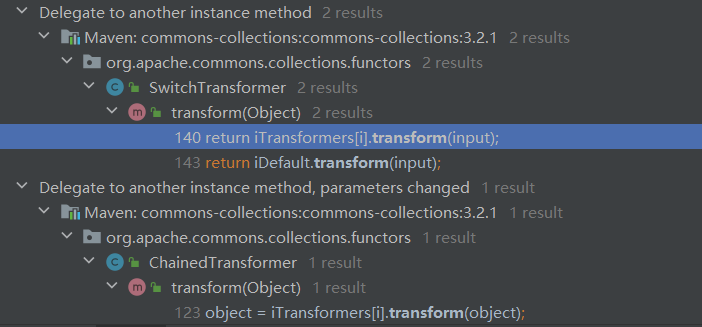 Delegate to another instance method 2 results
Maven: commons-collections:commons-collections:3.2.1 2 results
org.apache.commons.collections.functors 2 results
C SwitchTransformer 2 results
m transform(Object) 2 results
140 return iTransformers[i].transform(input);
143 return iDefault.transform(input);
Delegate to another instance method, parameters changed 1 result
Maven: commons-collections:commons-collections:3.2.1 1 result
org.apache.commons.collections.functors 1 result
C ChainedTransformer 1 result
m transform(Object) 1 result
123 object = iTransformers[i].transform(object);